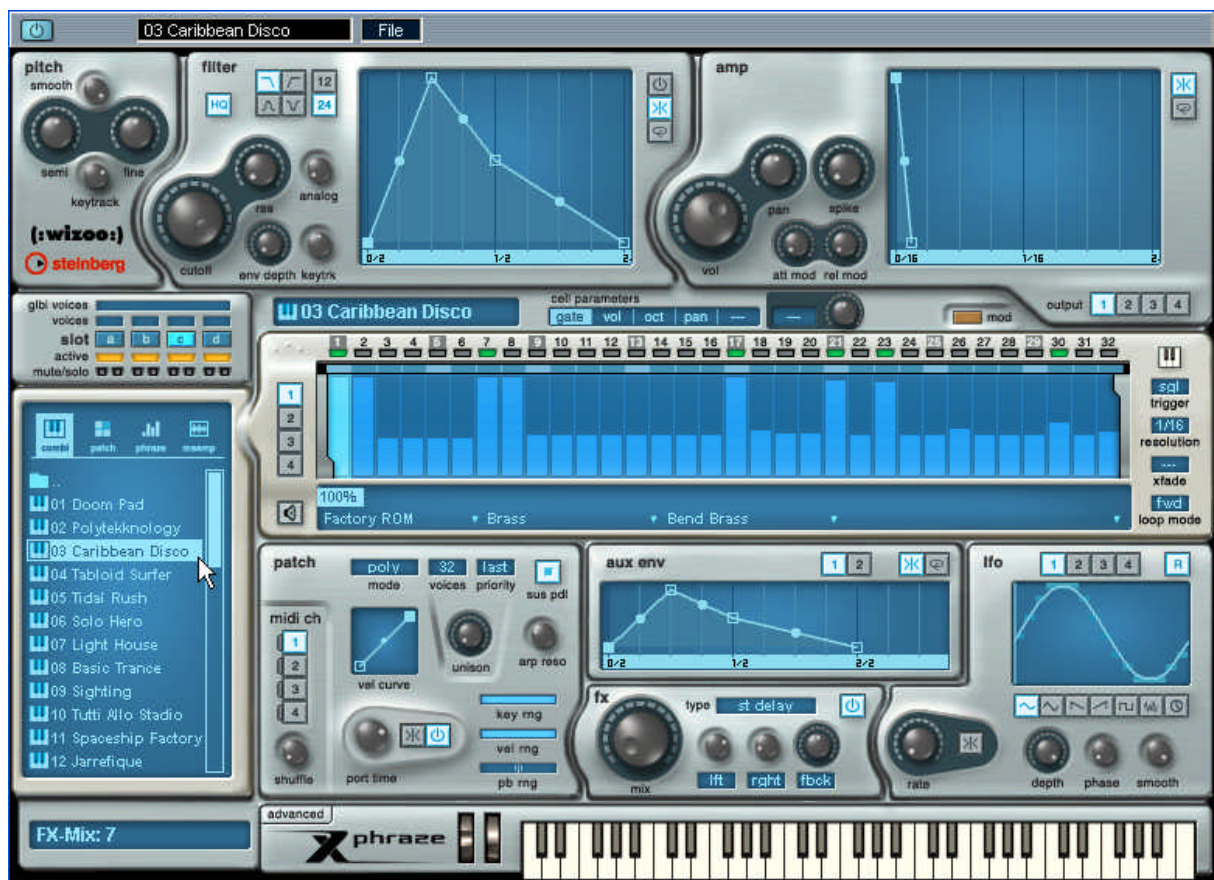 03 Caribbean Disco File
pitch
smooth
semi fine
keytrack
(:wizoo:)
steinberg
filter
HQ
12
24
res
analog
cutoff
env depth keytrk
0/2 1/2 2
amp
pan spike
vol
att mod rel mod
0/16 1/16 2
glbl voices
voices
slot a b c d
active
mute/solo
03 Caribbean Disco
cell parameters
gate vol oct pan ---
---
mod
output 1 2 3 4
1 2 3 4 5 6 7 8 9 10 11 12 13 14 15 16 17 18 19 20 21 22 23 24 25 26 27 28 29 30 31 32
1
2
3
4
sgl
trigger
1/16
resolution
---
xfade
fwd
loop mode
100%
Factory ROM Brass Bend Brass
combi patch phraze msamp
..
01 Doom Pad
02 Polytekknology
03 Caribbean Disco
04 Tabloid Surfer
05 Tidal Rush
06 Solo Hero
07 Light House
08 Basic Trance
09 Sighting
10 Tutti Allo Stadio
11 Spaceship Factory
12 Jarrefique
FX-Mix: 7
patch
poly 32 last
mode voices priority
sus pdl
midi ch
1
2
3
4
vel curve
unison
arp reso
key rng
vel rng
pb rng
shuffle
port time
aux env 1 2
0/2 1/2 2/2
fx
type st delay
mix
lft rght fbck
lfo 1 2 3 4 R
rate
depth phase smooth
advanced
Xphraze